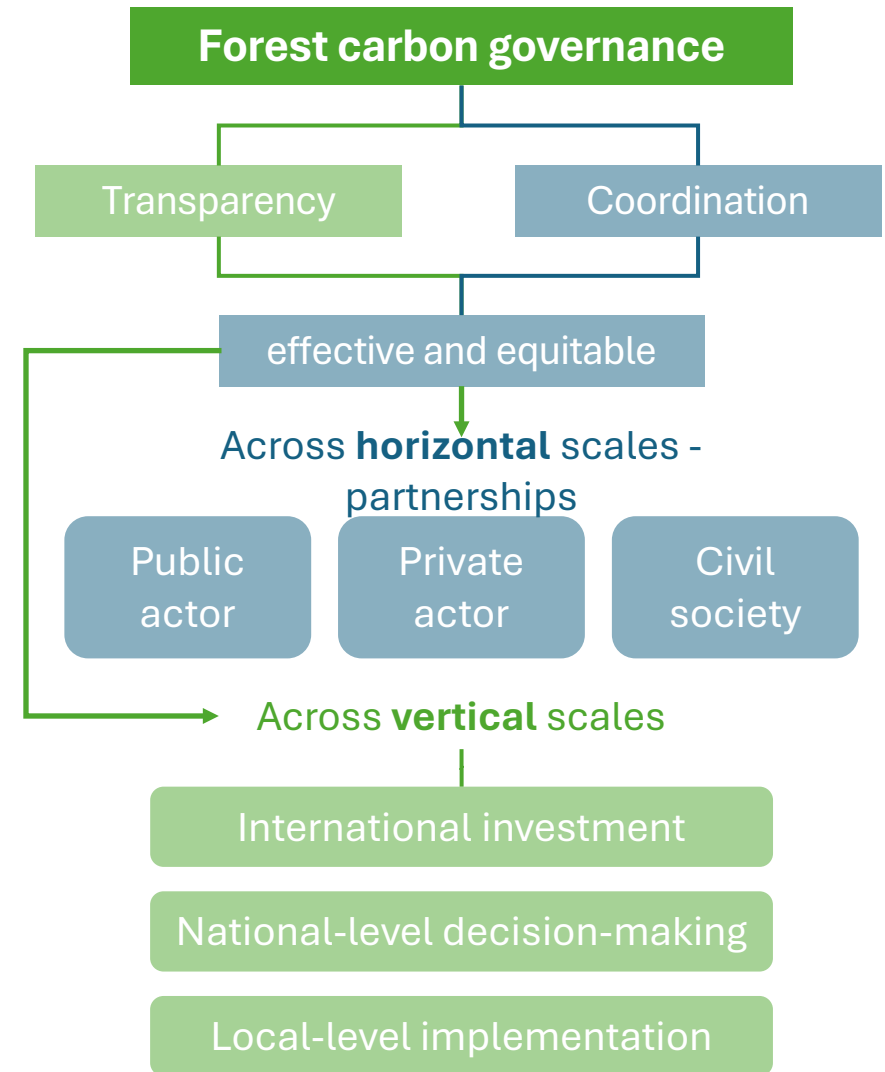 Forest carbon governance
Transparency
Coordination
effective and equitable
Across horizontal scales -
partnerships
Public
actor
Private
actor
Civil
society
Across vertical scales
International investment
National-level decision-making
Local-level implementation